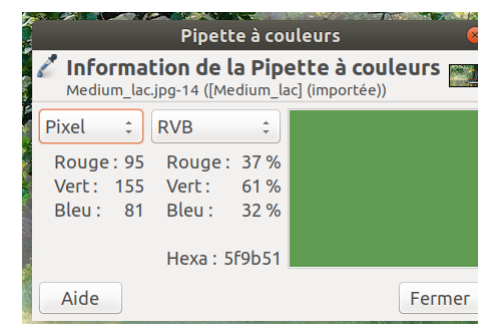 Pipette à couleurs
Information de la Pipette à couleurs
Medium_lac.jpg-14 ([Medium_lac] (importée))
Pixel RVB
Rouge : 95 Rouge : 37 %
Vert : 155 Vert : 61 %
Bleu : 81 Bleu : 32 %
Hexa : 5f9b51
Aide Fermer